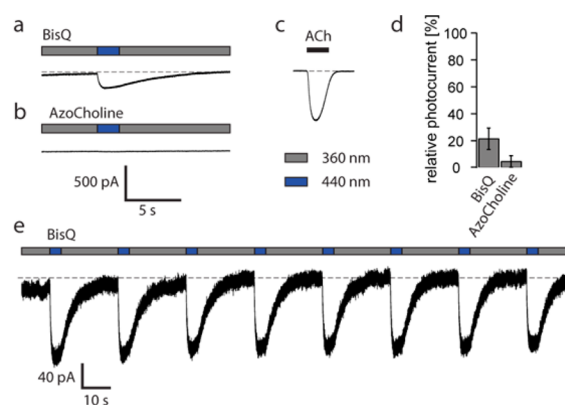 a
BisQ
b
AzoCholine
500 pA
5 s
c
ACh
360 nm
440 nm
d
relative photocurrent [%]
100
80
60
40
20
0
BisQ
AzoCholine
e
BisQ
40 pA
10 s